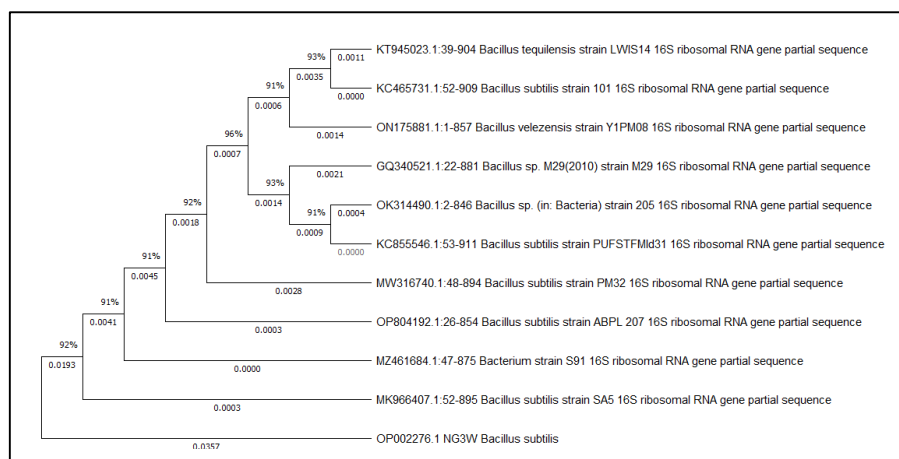 KT945023.1:39-904 Bacillus tequilensis strain LWIS14 16S ribosomal RNA gene partial sequence
93%
0.0011
0.0035
KC465731.1:52-909 Bacillus subtilis strain 101 16S ribosomal RNA gene partial sequence
91%
0.0000
0.0006
ON175881.1:1-857 Bacillus velezensis strain Y1PM08 16S ribosomal RNA gene partial sequence
96%
0.0014
0.0007
GQ340521.1:22-881 Bacillus sp. M29(2010) strain M29 16S ribosomal RNA gene partial sequence
93%
0.0021
0.0014
OK314490.1:2-846 Bacillus sp. (in: Bacteria) strain 205 16S ribosomal RNA gene partial sequence
92%
91%
0.0004
0.0018
0.0009
KC855546.1:53-911 Bacillus subtilis strain PUFSTFMId31 16S ribosomal RNA gene partial sequence
0.0000
91%
0.0045
MW316740.1:48-894 Bacillus subtilis strain PM32 16S ribosomal RNA gene partial sequence
0.0028
91%
0.0041
OP804192.1:26-854 Bacillus subtilis strain ABPL 207 16S ribosomal RNA gene partial sequence
0.0003
92%
0.0193
MZ461684.1:47-875 Bacterium strain S91 16S ribosomal RNA gene partial sequence
0.0000
MK966407.1:52-895 Bacillus subtilis strain SA5 16S ribosomal RNA gene partial sequence
0.0003
OP002276.1 NG3W Bacillus subtilis
0.0357